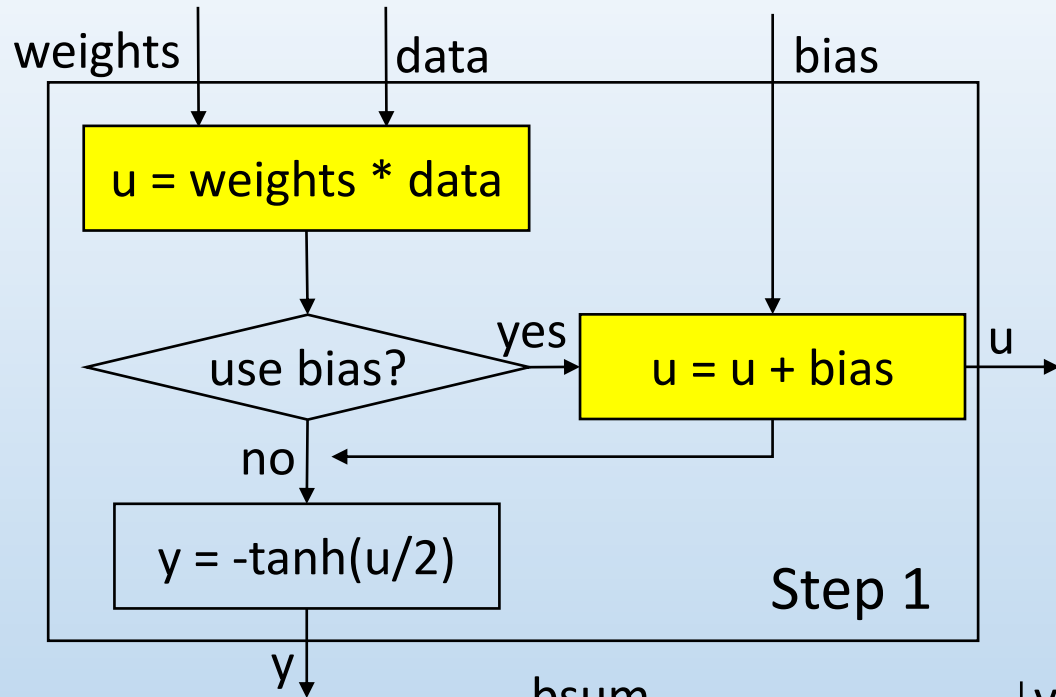 weights
data
bias
u = weights * data
use bias?
yes
u = u + bias
u
no
y = -tanh(u/2)
Step 1
y